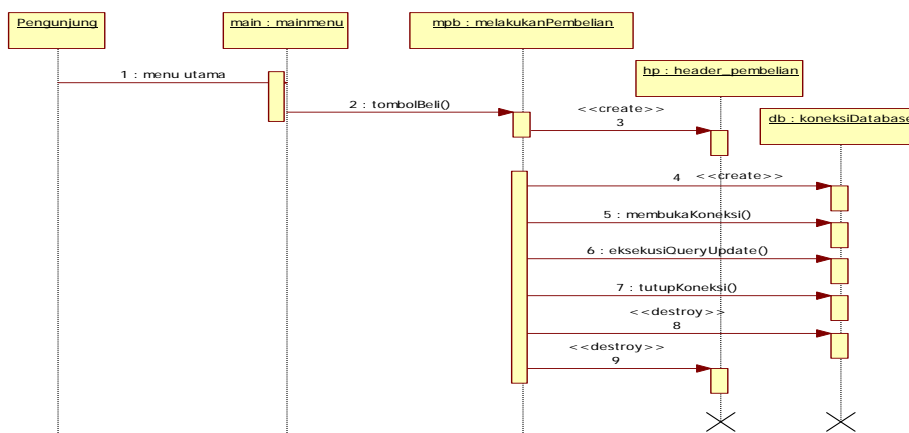 Pengunjung
main : mainmenu
mpb : melakukanPembelian
hp : header_pembelian
db : koneksiDatabase
1 : menu utama
2 : tombolBeli()
<<create>>
3
4 <<create>>
5 : membukaKoneksi()
6 : eksekusiQueryUpdate()
7 : tutupKoneksi()
<<destroy>>
8
<<destroy>>
9